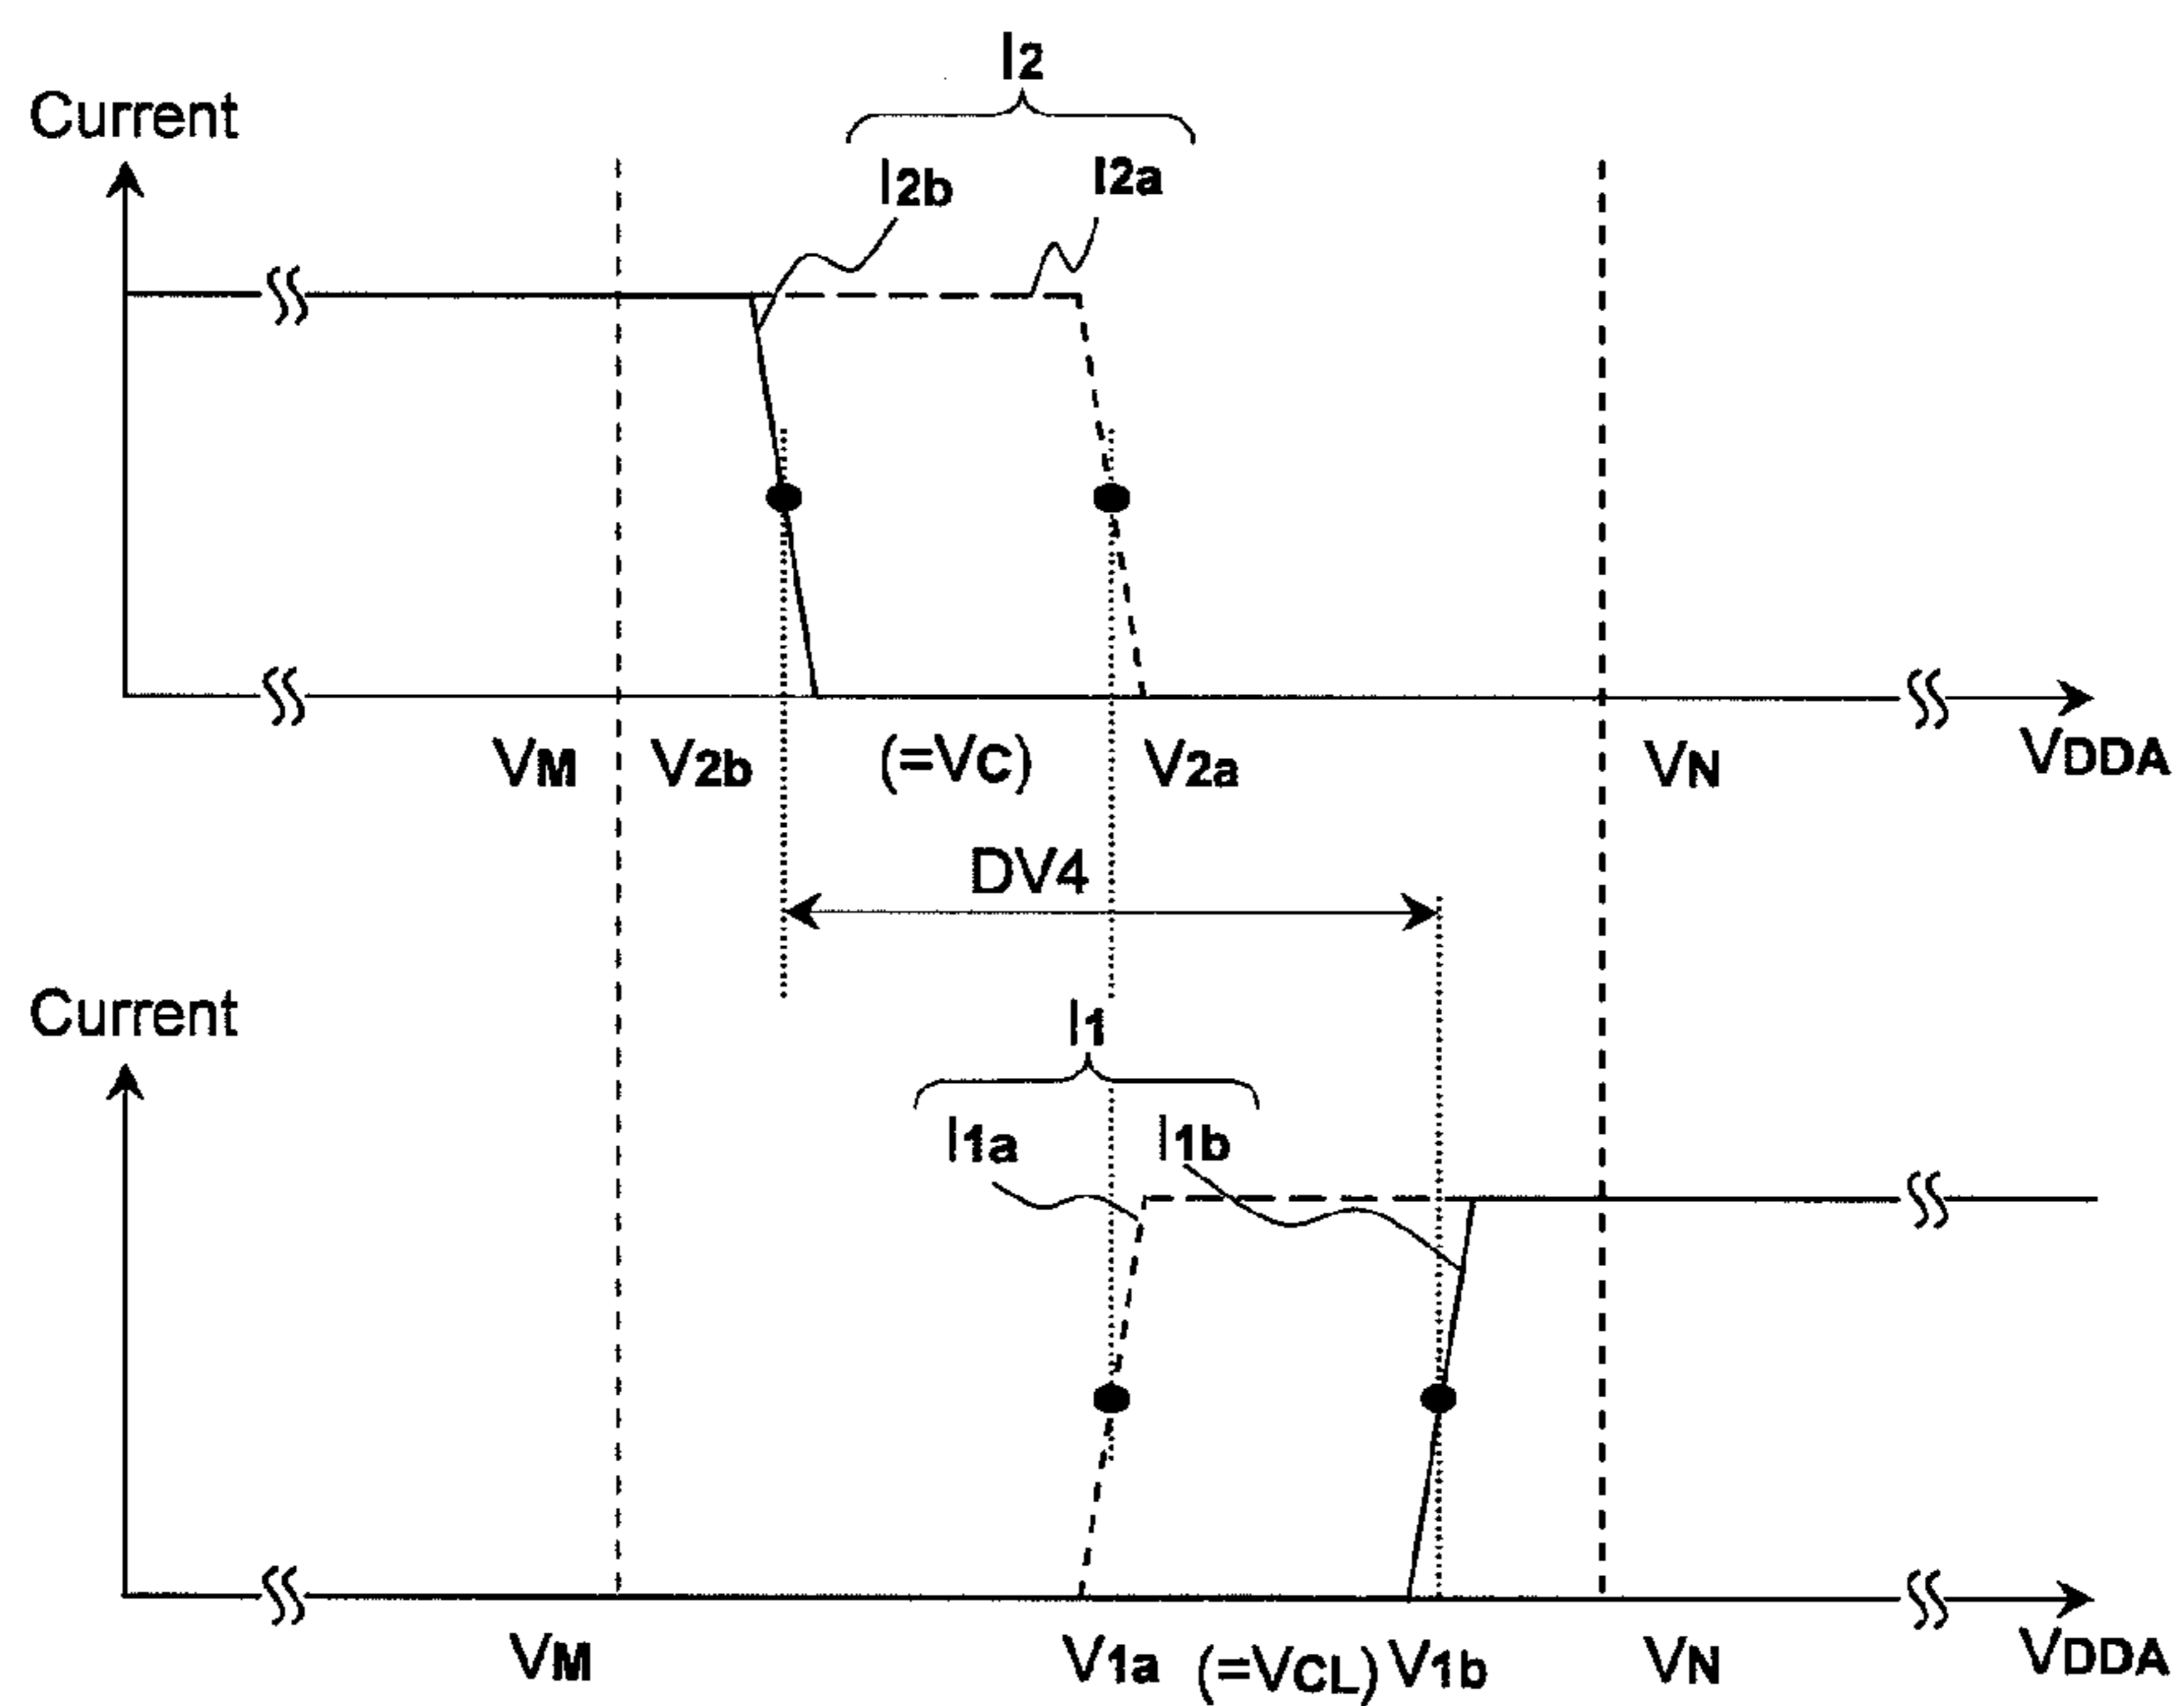 I2
Current
I2b
I2a
VM
V2b
(=VC)
V2a
VN
VDDA
DV4
Current
I1
I1a
I1b
VM
V1a
(=VCL)
V1b
VN
VDDA